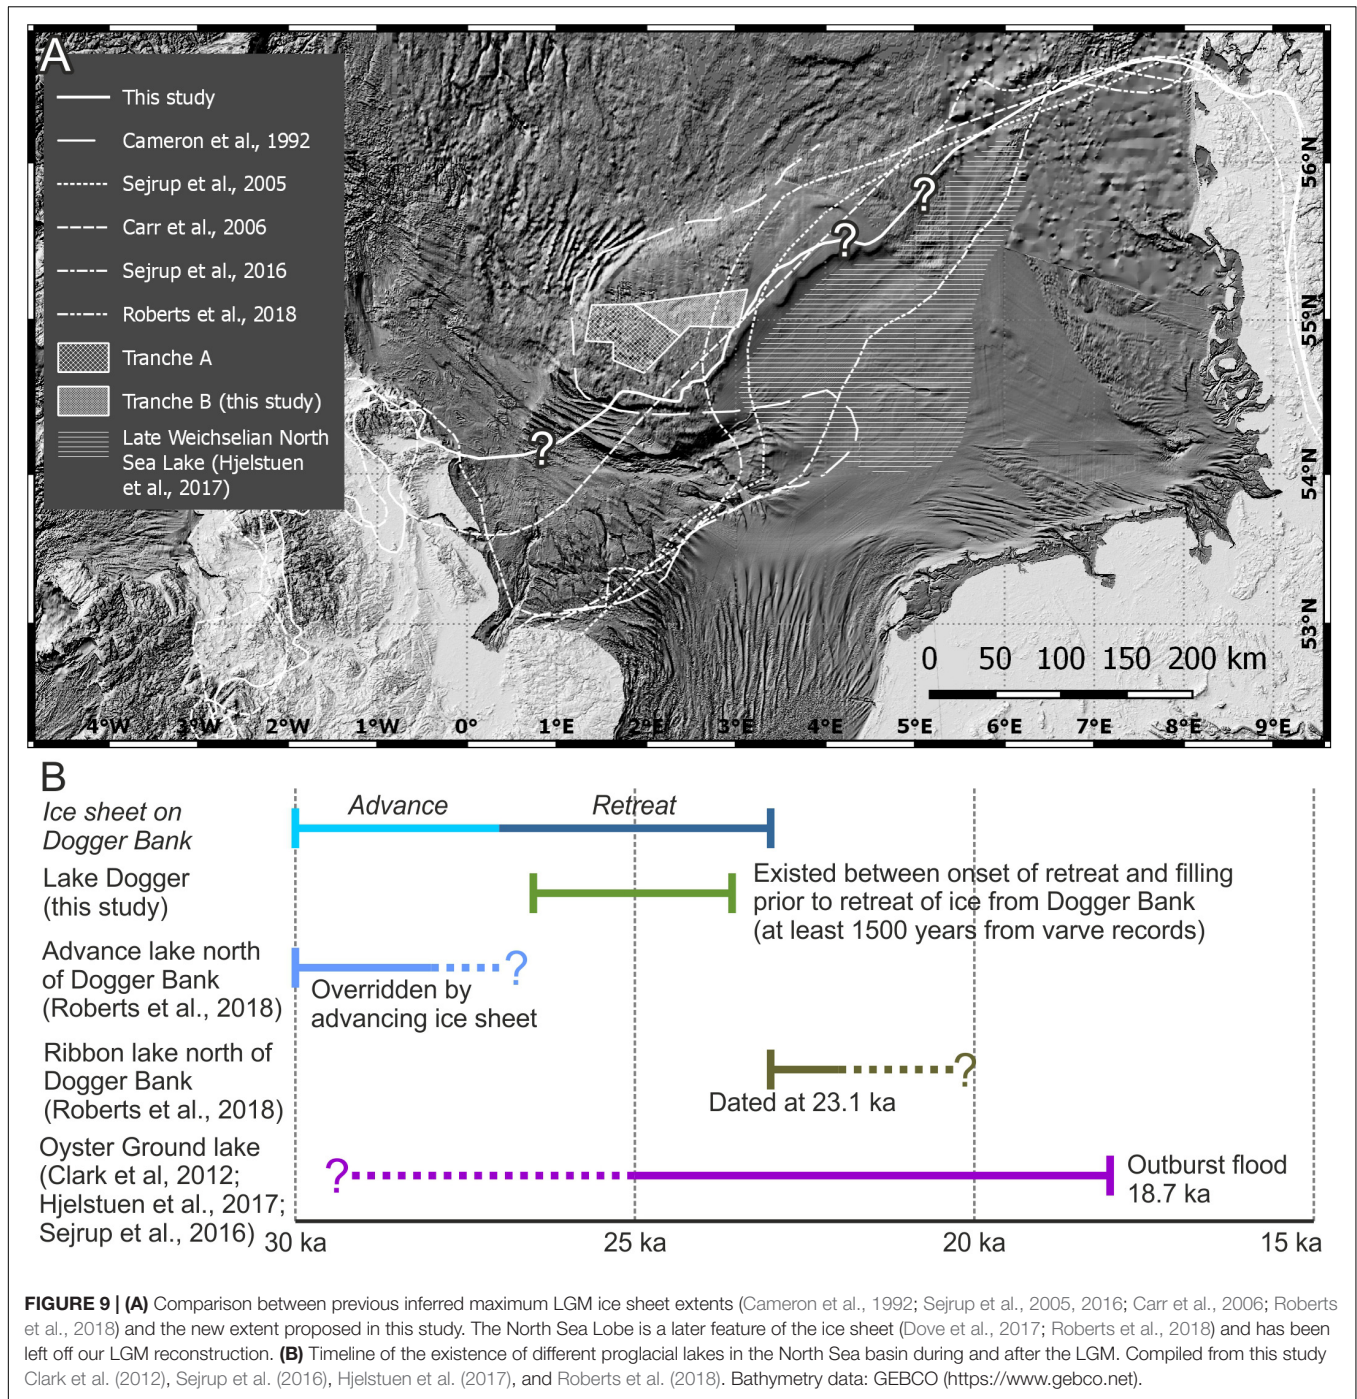 A
This study
Cameron et al., 1992
Sejrup et al., 2005
Carr et al., 2006
Sejrup et al., 2016
Roberts et al., 2018
Tranche A
Tranche B (this study)
Late Weichselian North
Sea Lake (Hjelstuen
et al., 2017)
?
?
?
56°N
55°N
54°N
53°N
0 50 100 150 200 km
4°W 3°W 2°W 1°W 0° 1°E 2°E 3°E 4°E 5°E 6°E 7°E 8°E 9°E
B
Ice sheet on
Dogger Bank
Advance Retreat
Lake Dogger
(this study)
Existed between onset of retreat and filling
prior to retreat of ice from Dogger Bank
(at least 1500 years from varve records)
Advance lake north
of Dogger Bank
(Roberts et al., 2018)
?
Overridden by
advancing ice sheet
Ribbon lake north of
Dogger Bank
(Roberts et al., 2018)
?
Dated at 23.1 ka
Oyster Ground lake
(Clark et al, 2012;
Hjelstuen et al., 2017;
Sejrup et al., 2016)
?
Outburst flood
18.7 ka
30 ka 25 ka 20 ka 15 ka
FIGURE 9 | (A) Comparison between previous inferred maximum LGM ice sheet extents (Cameron et al., 1992; Sejrup et al., 2005, 2016; Carr et al., 2006; Roberts
et al., 2018) and the new extent proposed in this study. The North Sea Lobe is a later feature of the ice sheet (Dove et al., 2017; Roberts et al., 2018) and has been
left off our LGM reconstruction. (B) Timeline of the existence of different proglacial lakes in the North Sea basin during and after the LGM. Compiled from this study
Clark et al. (2012), Sejrup et al. (2016), Hjelstuen et al. (2017), and Roberts et al. (2018). Bathymetry data: GEBCO (https://www.gebco.net).